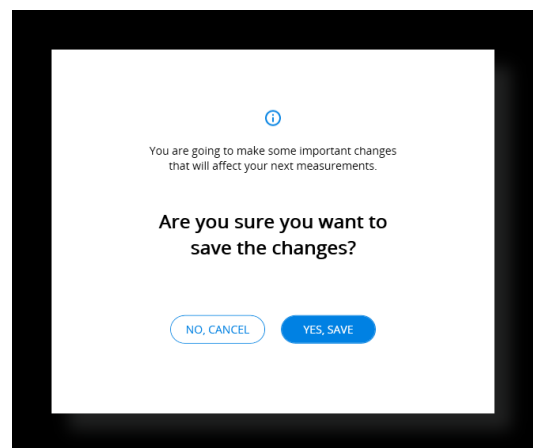 You are going to make some important changes
that will affect your next measurements.
Are you sure you want to
save the changes?
NO, CANCEL YES, SAVE